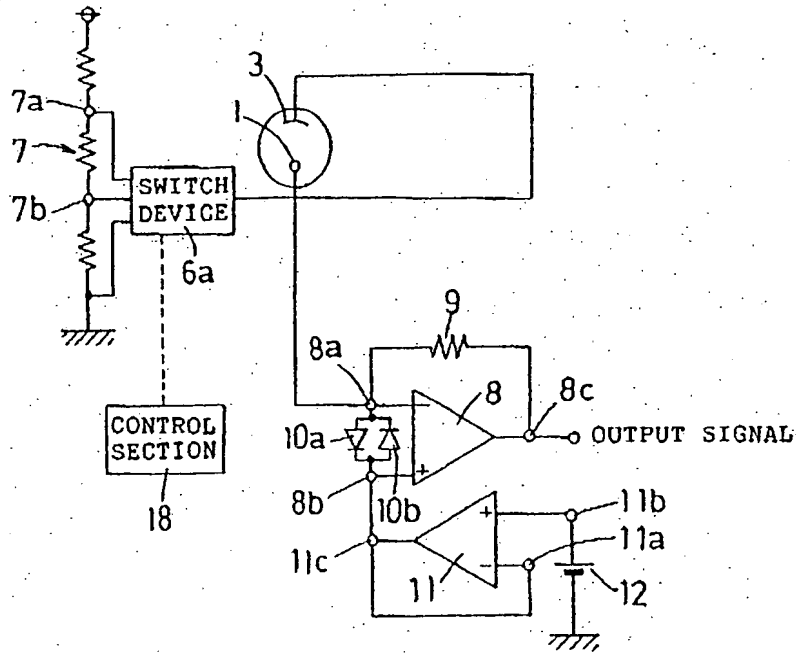 3
7a
1
7
SWITCH
DEVICE
7b
6a
9
8a
8
8c
CONTROL
SECTION
10a
OUTPUT SIGNAL
−
+
18
8b
10b
11b
+
11a
11c
−
11
12